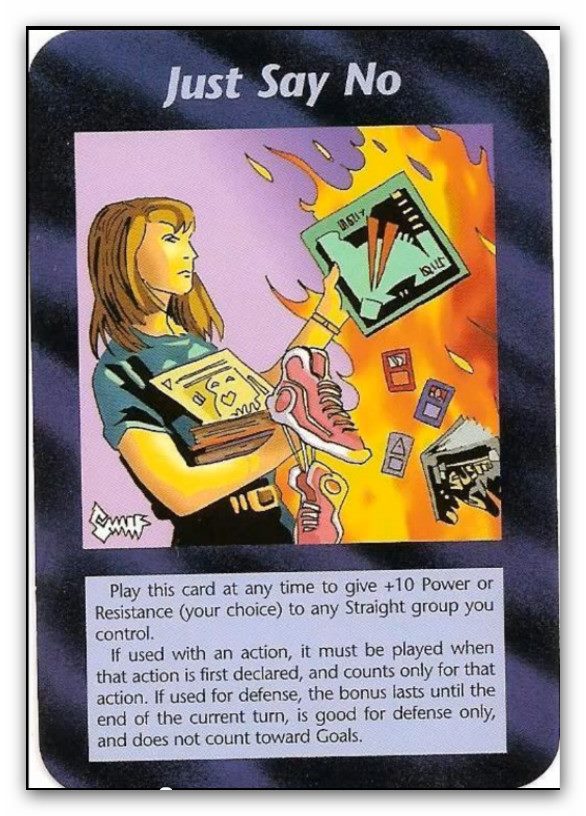 Just Say No
Play this card at any time to give +10 Power or
Resistance (your choice) to any Straight group you
control.
If used with an action, it must be played when
that action is first declared, and counts only for that
action. If used for defense, the bonus lasts until the
end of the current turn, is good for defense only,
and does not count toward Goals.